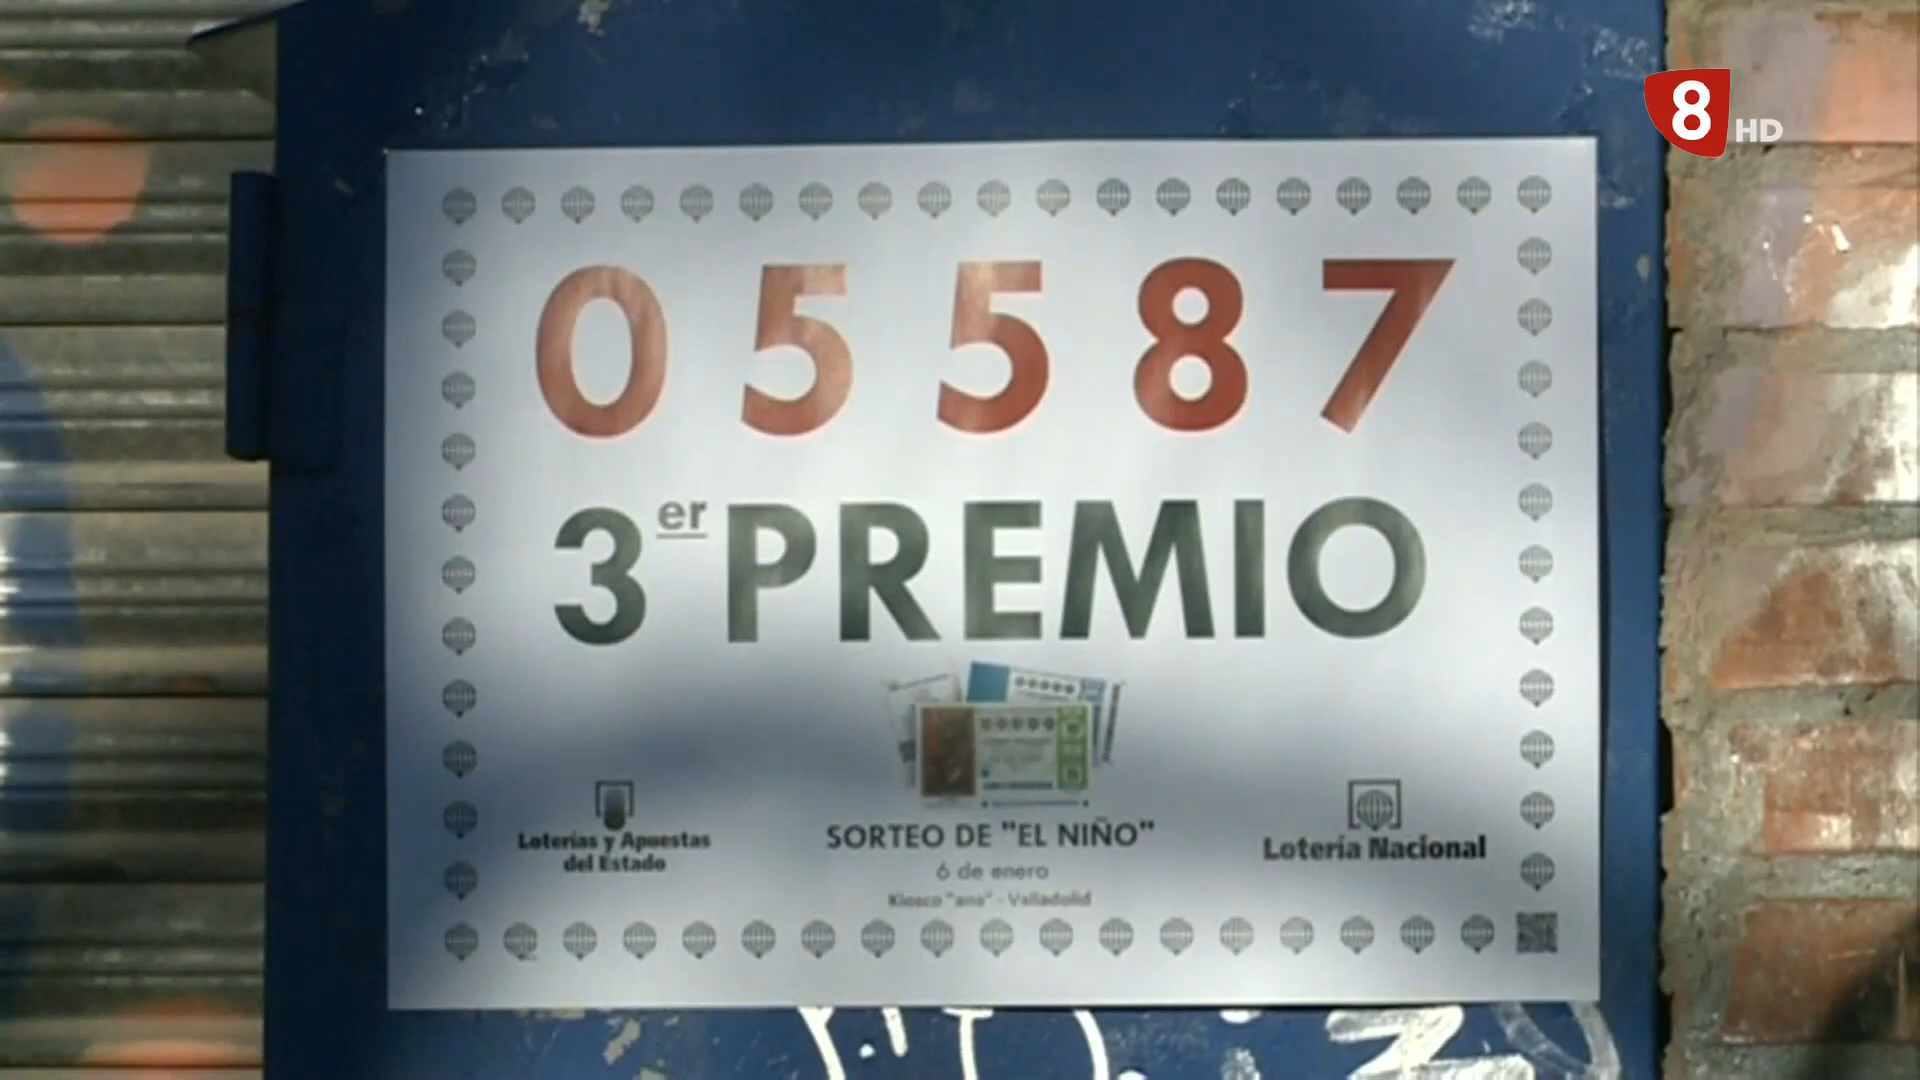 8 HD
05587
3er PREMIO
Loterías y Apuestas
del Estado
SORTEO DE "EL NIÑO"
6 de enero
Kiosco "ana" - Valladolid
Lotería Nacional